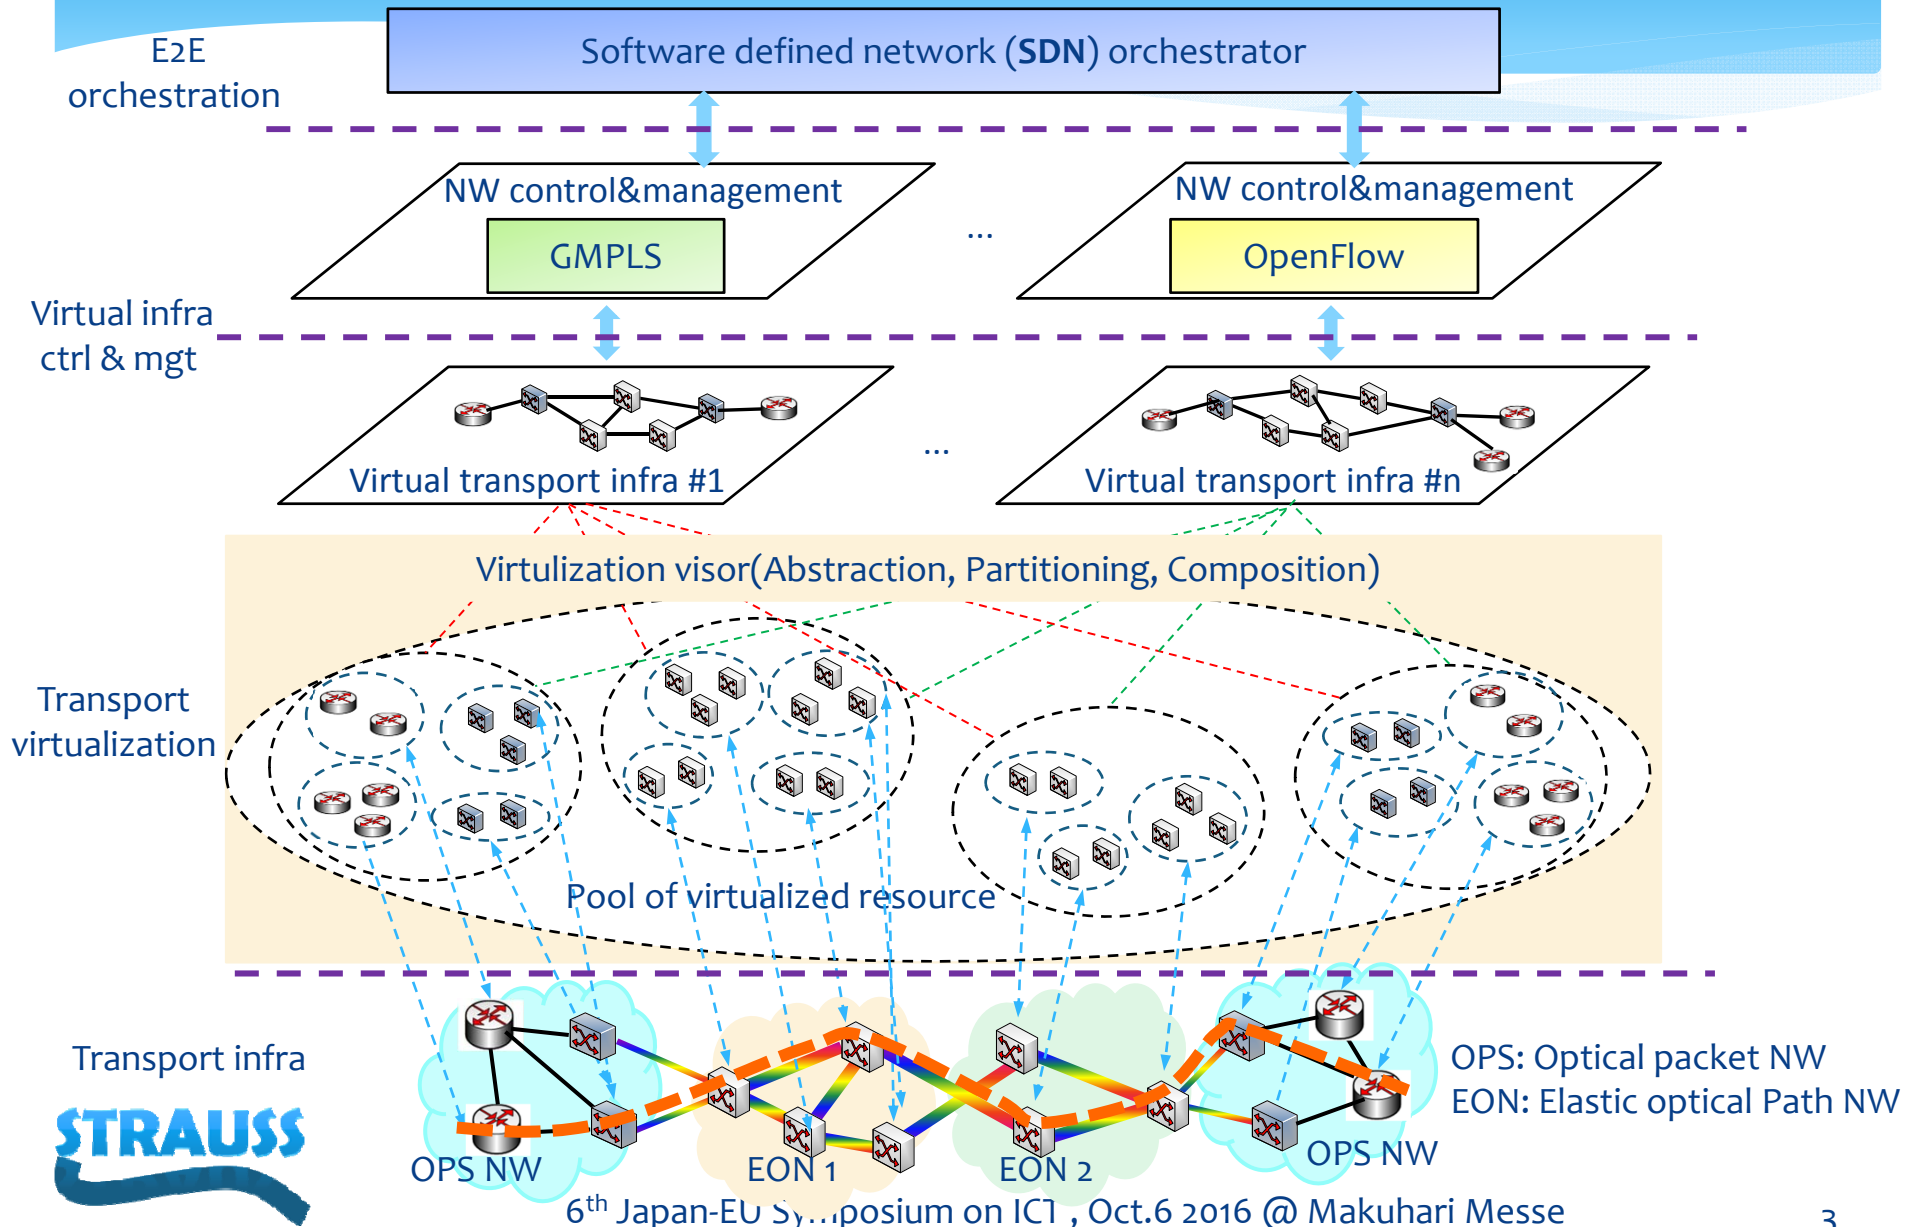 E2E
orchestration
Software defined network (SDN) orchestrator
NW control&management
GMPLS
...
NW control&management
OpenFlow
Virtual infra
ctrl & mgt
Virtual transport infra #1
...
Virtual transport infra #n
Virtulization visor(Abstraction, Partitioning, Composition)
Transport
virtualization
Pool of virtualized resource
Transport infra
STRAUSS
OPS NW
EON 1
EON 2
OPS NW
OPS: Optical packet NW
EON: Elastic optical Path NW
6th Japan-EU Symposium on ICT , Oct.6 2016 @ Makuhari Messe
3